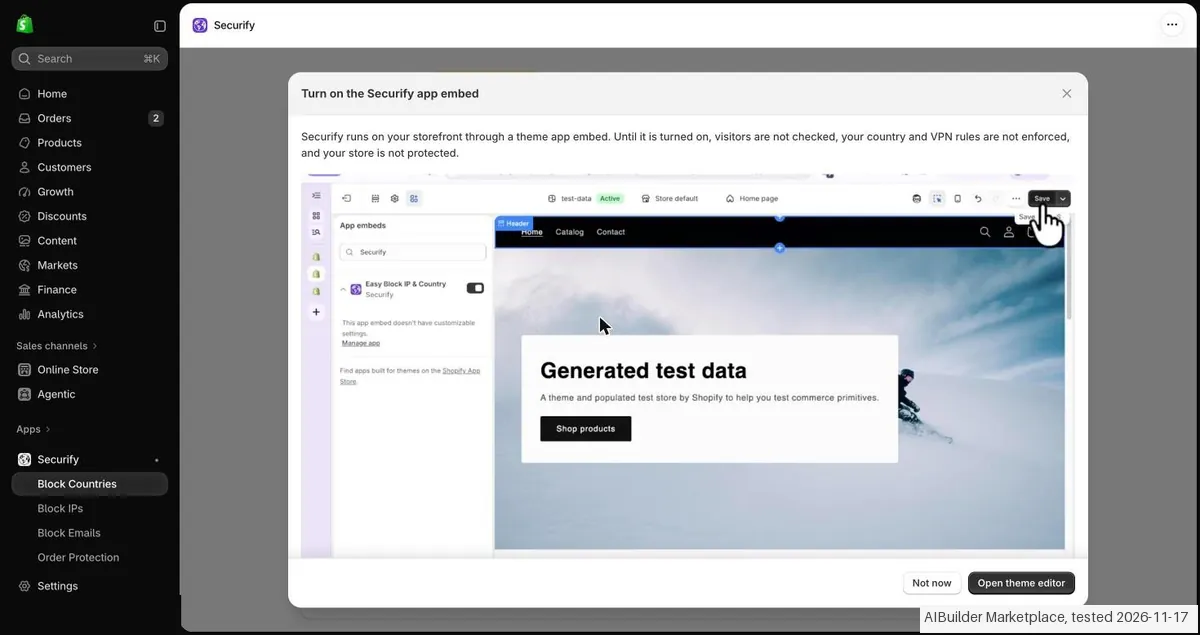 Securify
Search ⌘K
Home
Orders 2
Products
Customers
Growth
Discounts
Content
Markets
Finance
Analytics
Sales channels
Online Store
Agentic
Apps
Securify
Block Countries
Block IPs
Block Emails
Order Protection
Settings
Turn on the Securify app embed
Securify runs on your storefront through a theme app embed. Until it is turned on, visitors are not checked, your country and VPN rules are not enforced,
and your store is not protected.
test-data Active Store default Home page Save
App embeds
Save
Securify
Easy Block IP & Country
Securify
This app embed doesn't have customizable
settings.
Manage app
Find apps built for themes on the Shopify App
Store.
Header
Home Catalog Contact
Generated test data
A theme and populated test store by Shopify to help you test commerce primitives.
Shop products
Not now Open theme editor
AIBuilder Marketplace, tested 2026-11-17